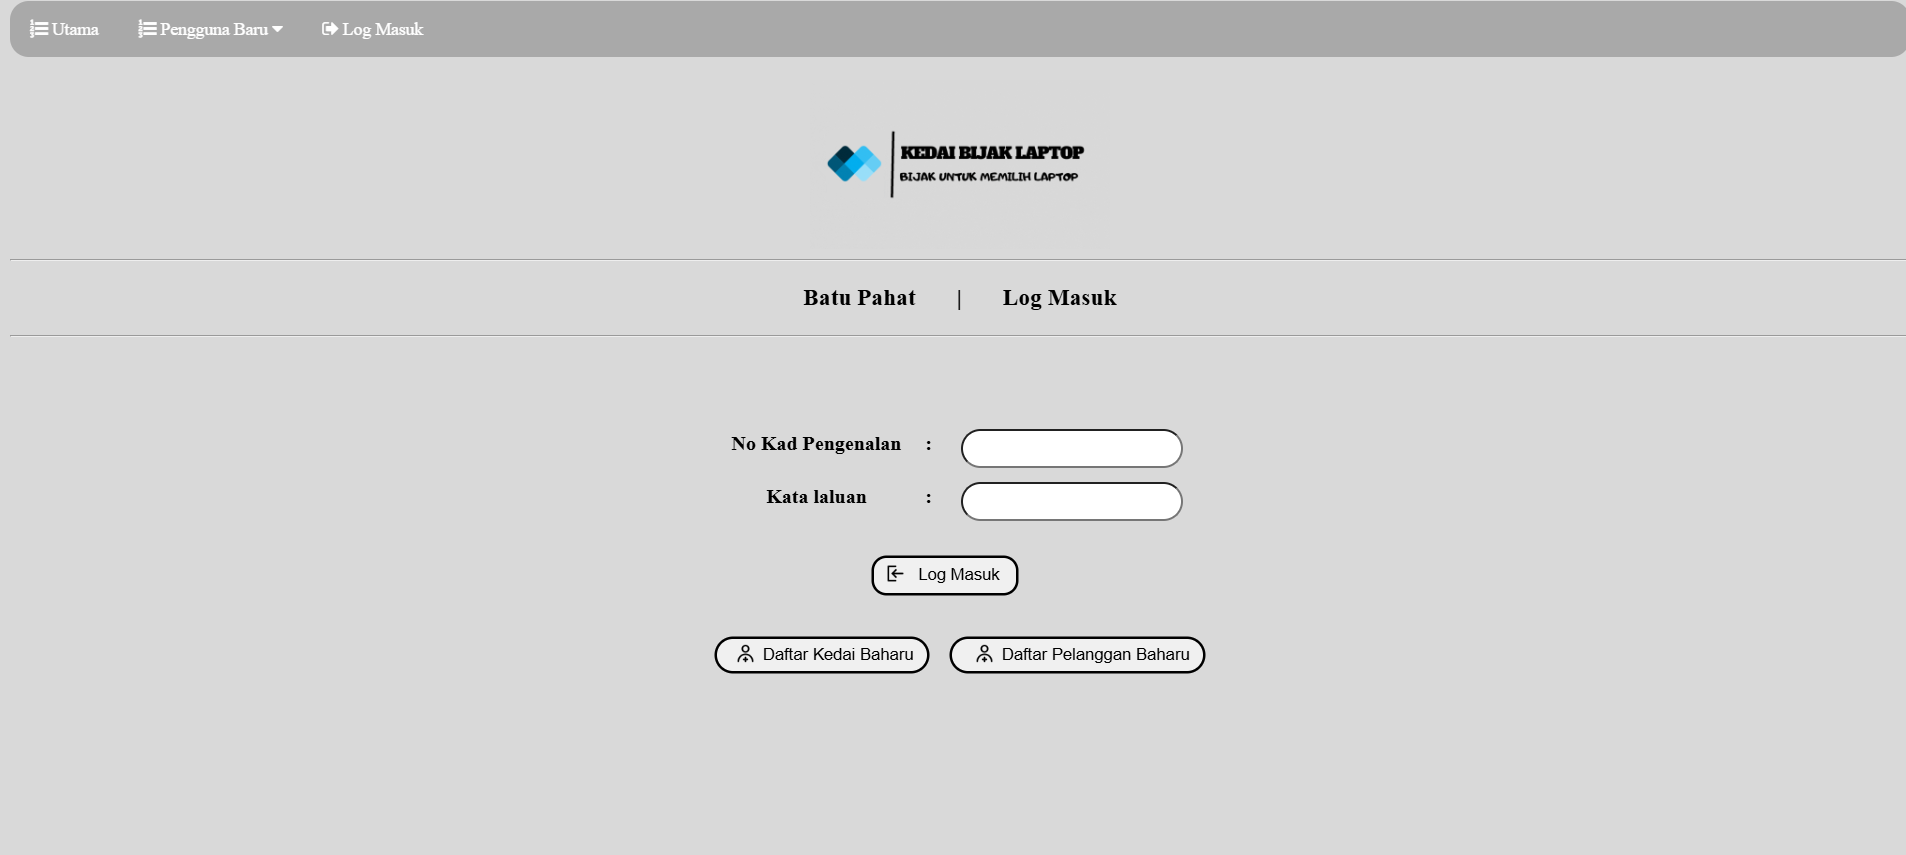 Utama Pengguna Baru Log Masuk
KEDAI BIJAK LAPTOP
BIJAK UNTUK MEMILIH LAPTOP
Batu Pahat | Log Masuk
No Kad Pengenalan :
Kata laluan :
Log Masuk
Daftar Kedai Baharu Daftar Pelanggan Baharu